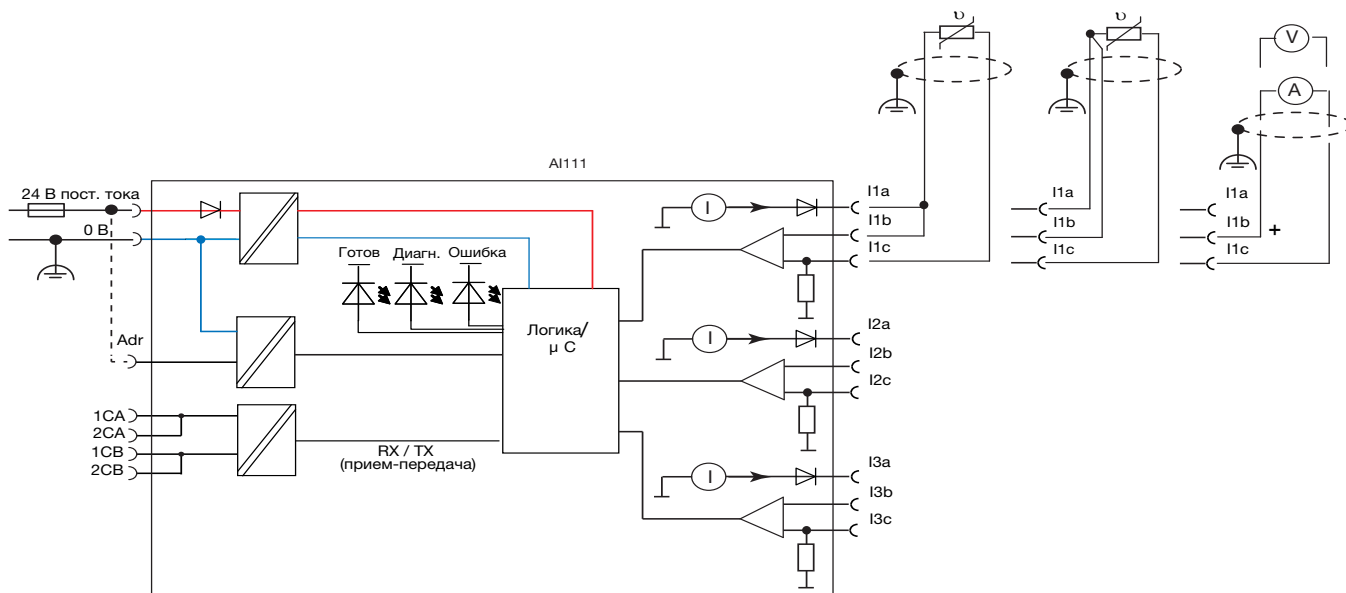 ϑ
ϑ
V
A
AI111
24 В пост. тока
0 В
Готов
Диагн.
Ошибка
I
I1a
I1b
I1c
I1a
I1b
I1c
I1a
I1b
+
I1c
Логика/
µ C
Adr
I
I2a
I2b
I2c
1CA
2CA
1CB
2CB
RX / TX
(прием-передача)
I
I3a
I3b
I3c